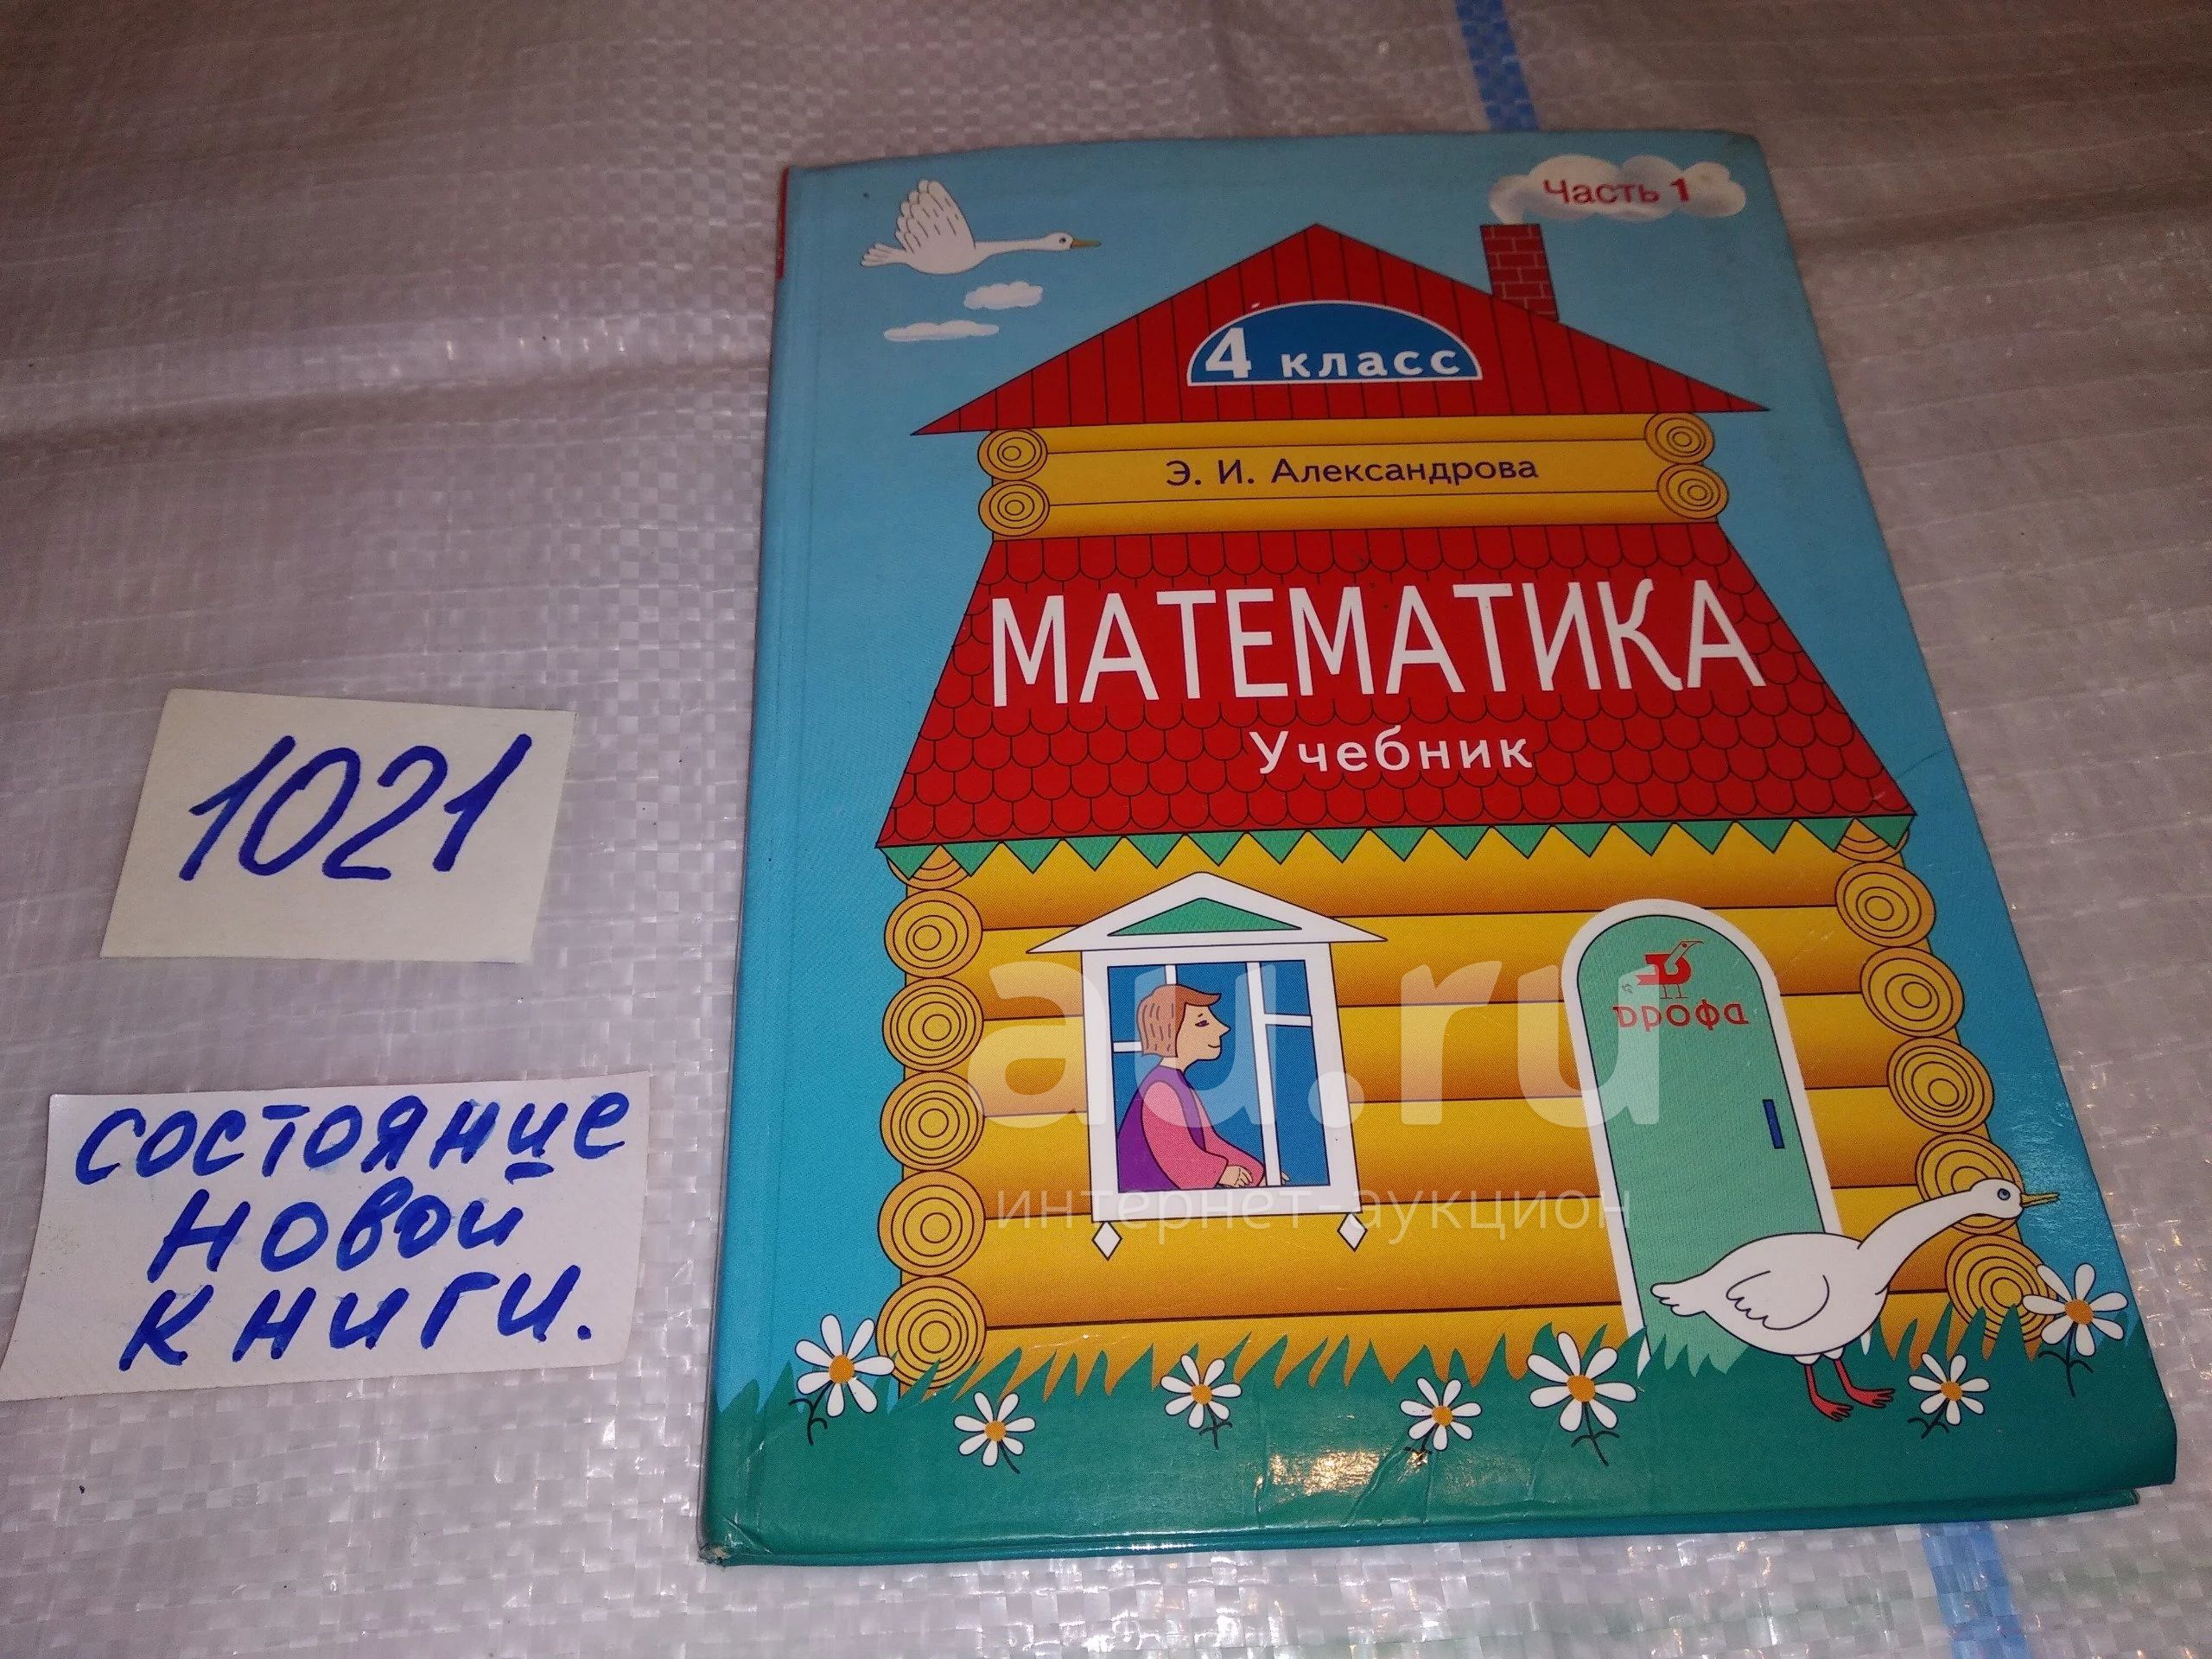 Часть 1
4 класс
Э. И. Александрова
МАТЕМАТИКА
Учебник
дрофа
au.ru
интернет-аукцион
1021
состояние
новой
книги.